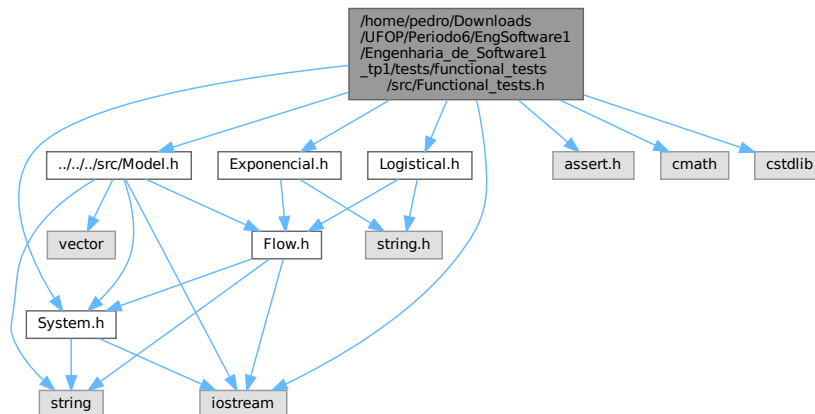 /home/pedro/Downloads
/UFOP/Periodo6/EngSoftware1
/Engenharia_de_Software1
_tp1/tests/functional_tests
/src/Functional_tests.h
../../../src/Model.h
Exponencial.h
Logistical.h
assert.h
cmath
cstdlib
vector
Flow.h
string.h
System.h
string
iostream